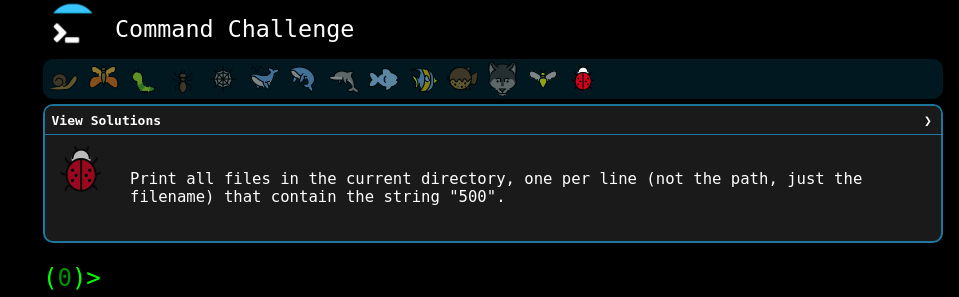 Command Challenge
View Solutions ❯
Print all files in the current directory, one per line (not the path, just the
filename) that contain the string "500".
(0)>